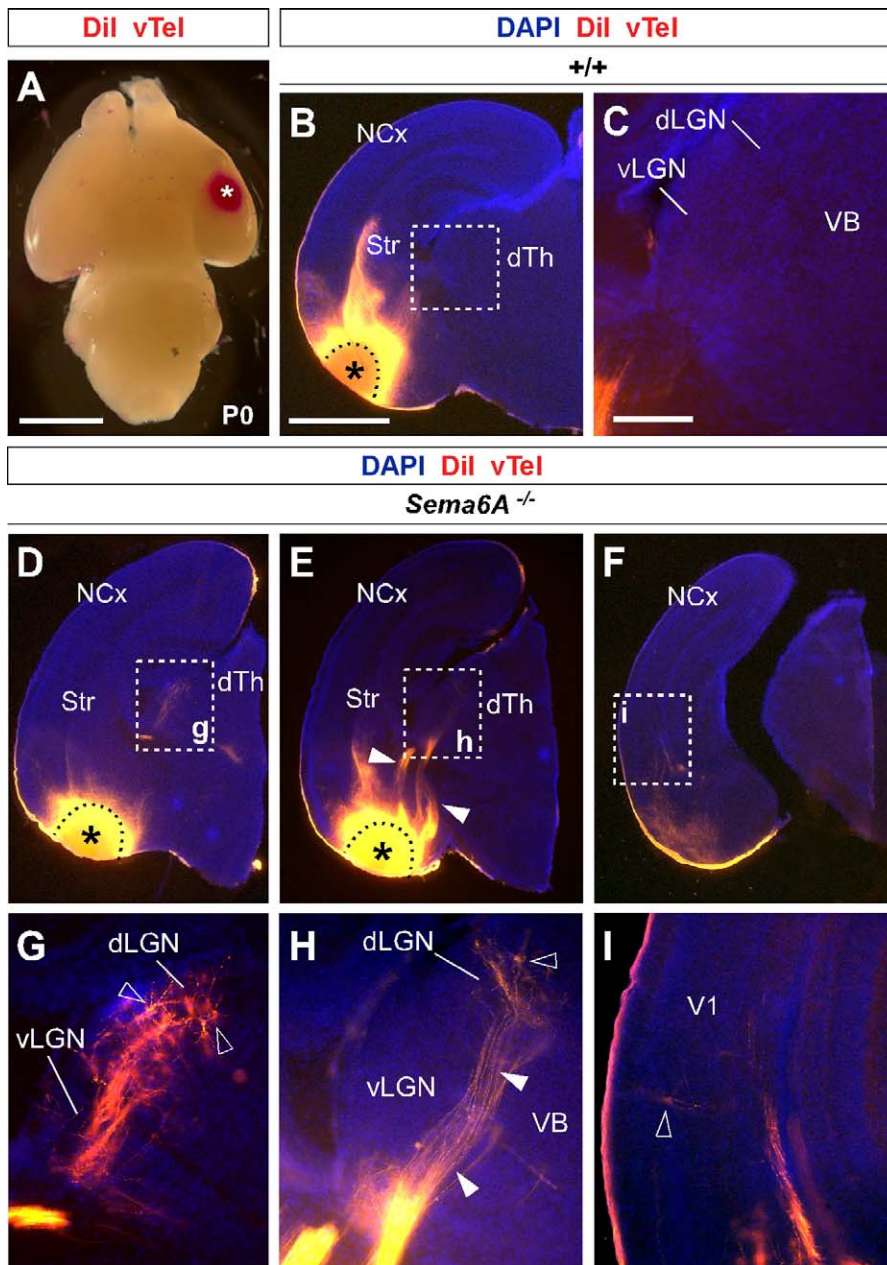 DiI vTel
DAPI DiI vTel
+/+
A
*
P0
B
NCx
Str
dTh
*
C
dLGN
vLGN
VB
DAPI DiI vTel
Sema6A -/-
D
NCx
Str
dTh
g
*
E
NCx
Str
dTh
h
*
F
NCx
i
G
dLGN
vLGN
H
dLGN
vLGN
VB
I
V1